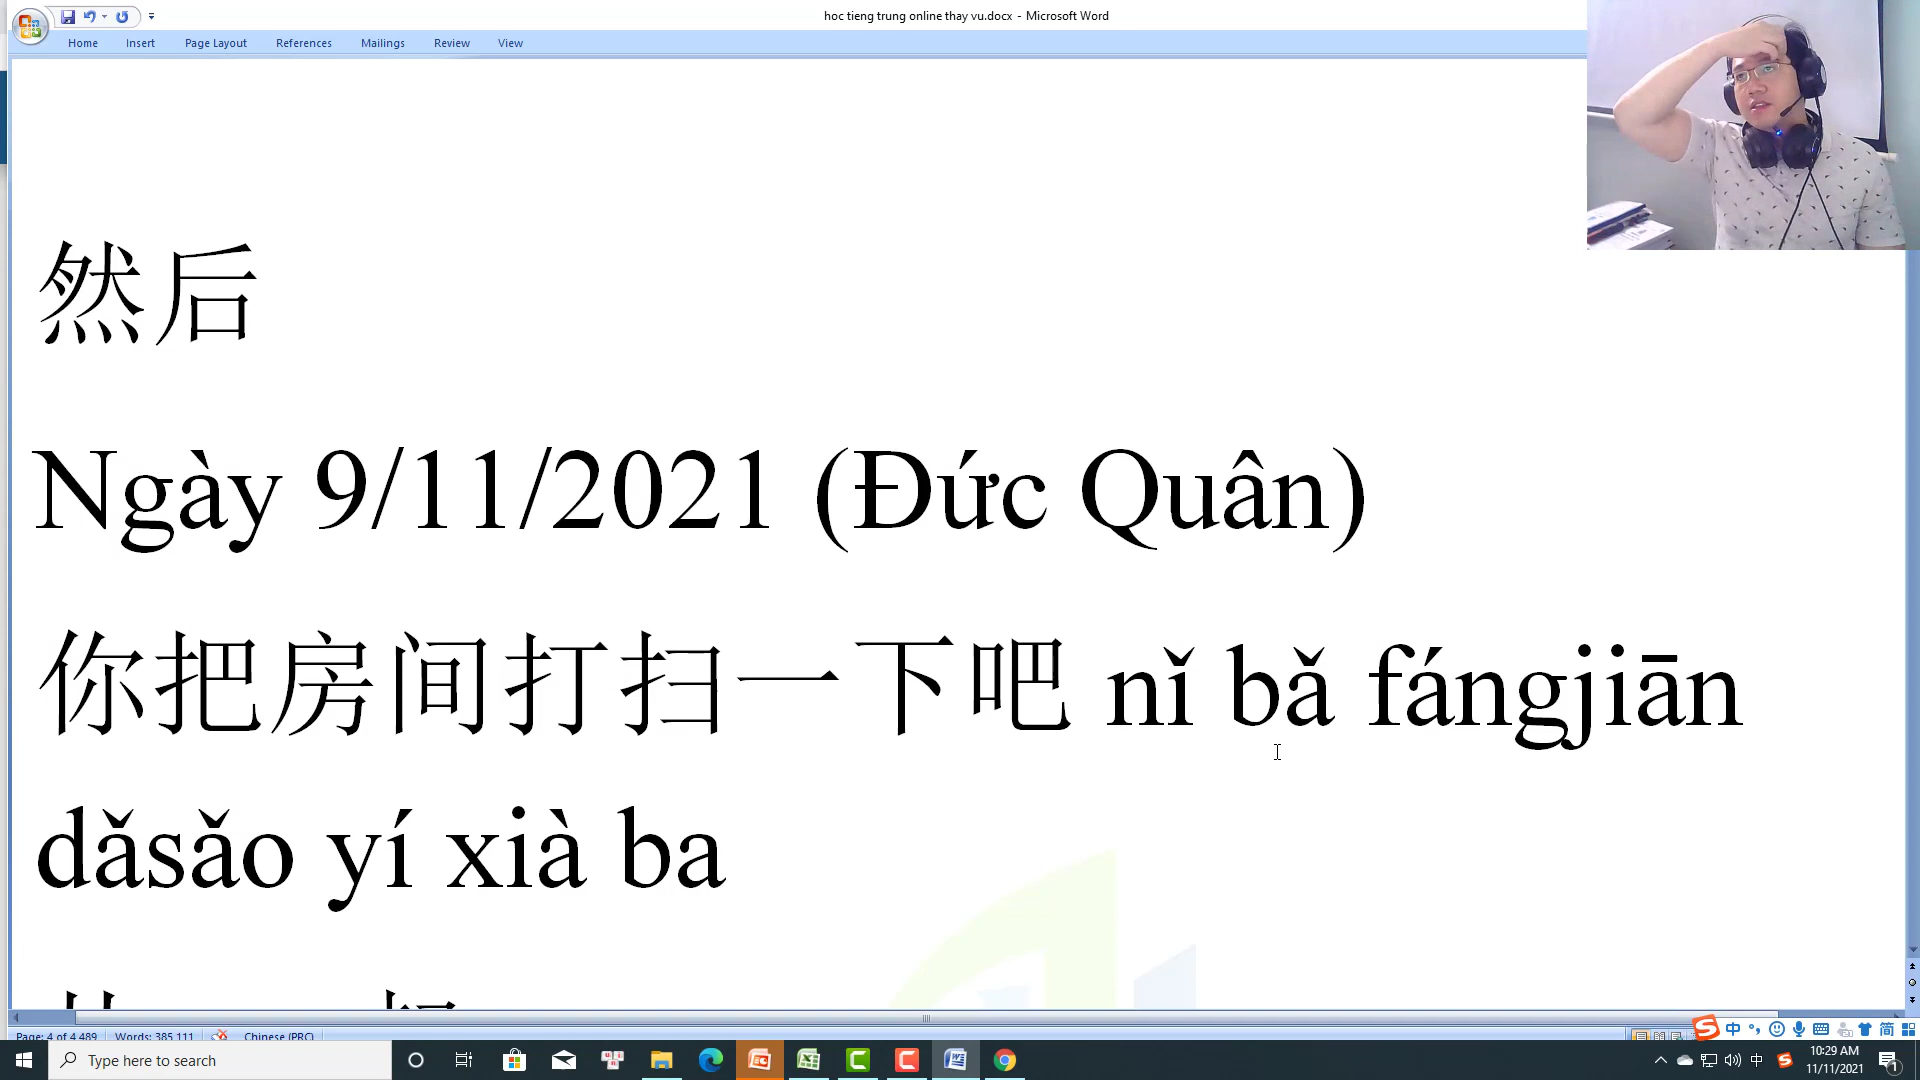 hoc tieng trung online thay vu.docx - Microsoft Word
Home Insert Page Layout References Mailings Review View
然后
Ngày 9/11/2021 (Đức Quân)
你把房间打扫一下吧 nǐ bǎ fángjiān
dǎsǎo yí xià ba
Page: 4 of 4,489 Words: 385,111 Chinese (PRC)
中 简
Type here to search
中
10:29 AM
11/11/2021